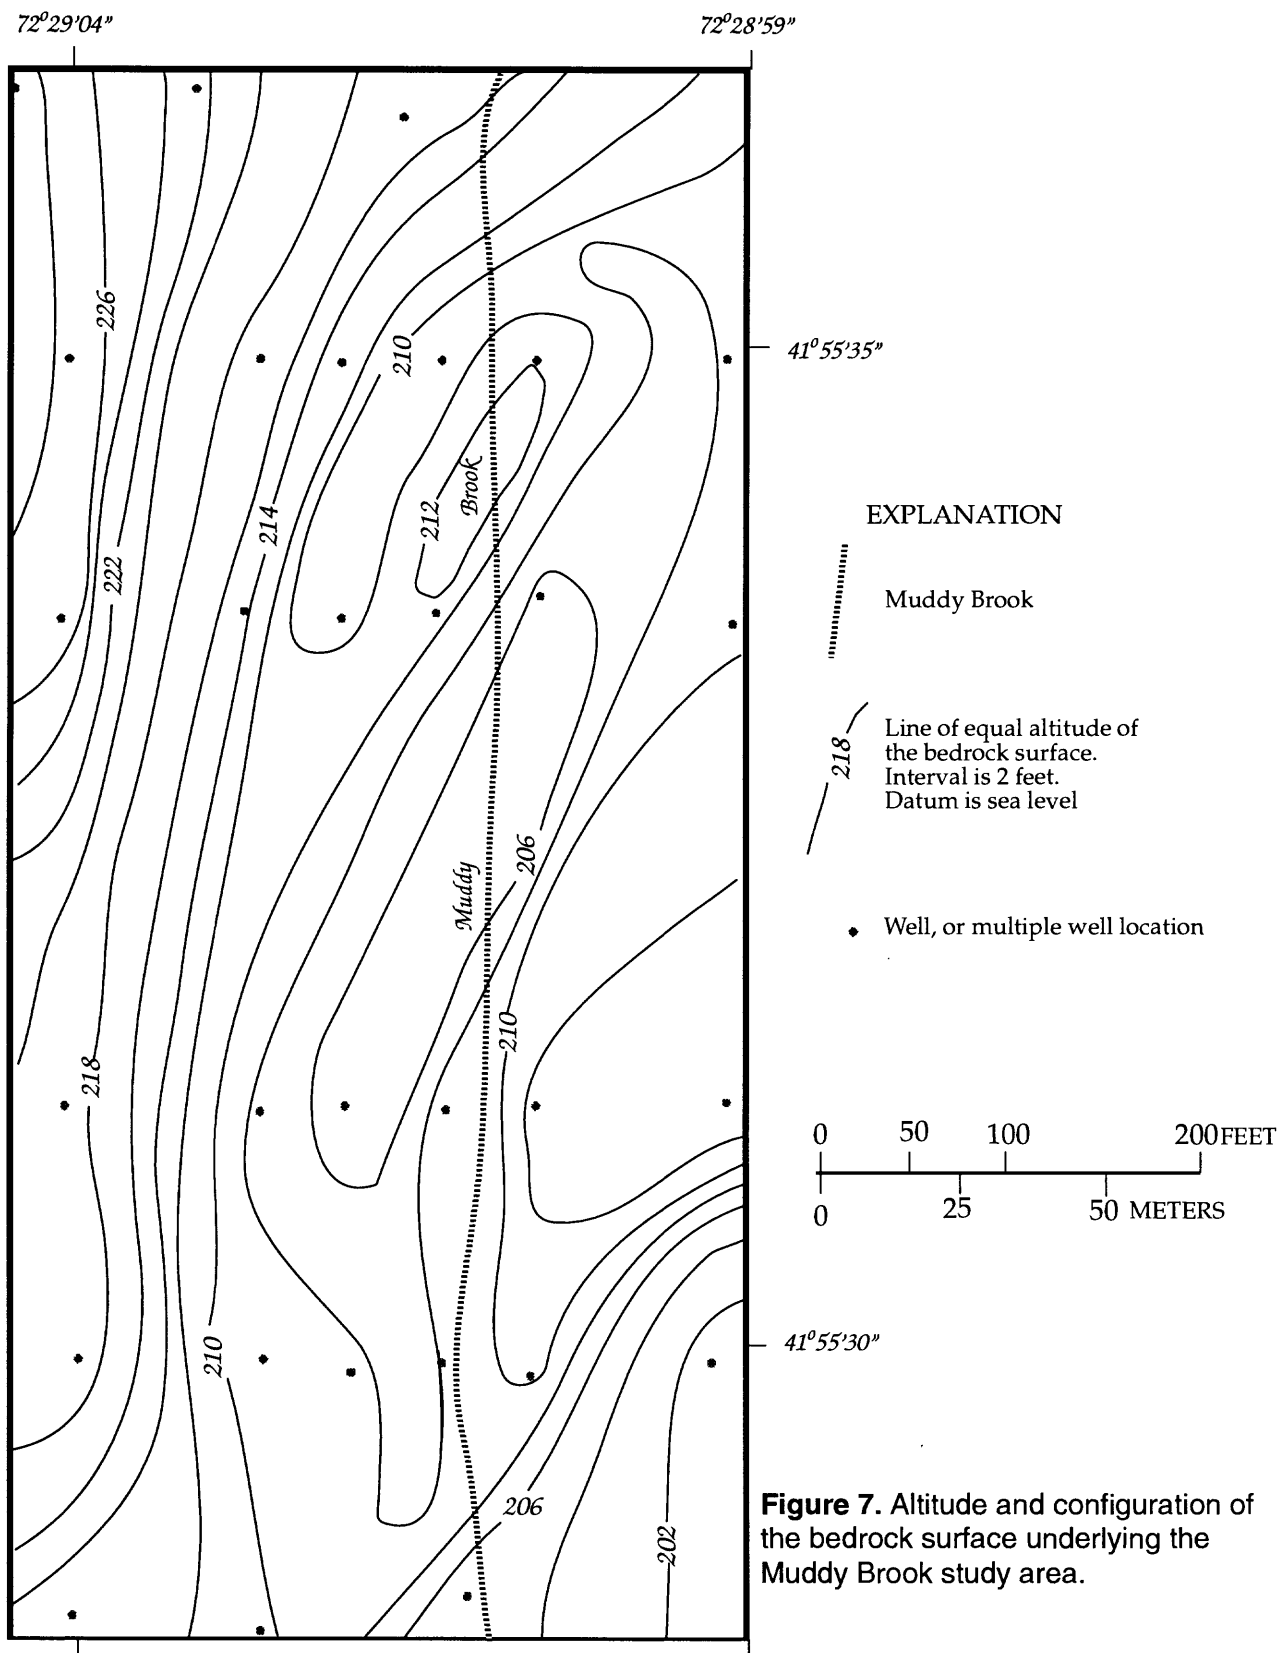 72°29'04"
72°28'59"
226
210
41°55'35"
212
Brook
214
222
EXPLANATION
Muddy Brook
218
Line of equal altitude of
the bedrock surface.
Interval is 2 feet.
Datum is sea level
206
Muddy
Well, or multiple well location
210
218
0 50 100 200 FEET
0 25 50 METERS
210
41°55'30"
206
202
Figure 7. Altitude and configuration of
the bedrock surface underlying the
Muddy Brook study area.